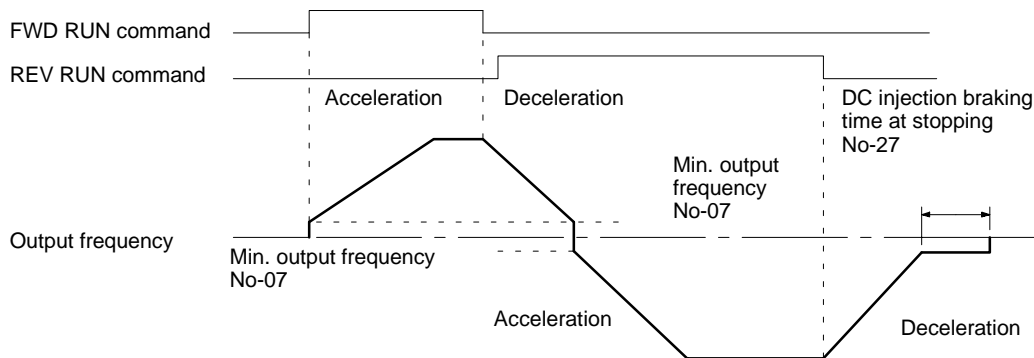 FWD RUN command
REV RUN command
Acceleration
Deceleration
DC injection braking
time at stopping
No-27
Min. output
frequency
No-07
Output frequency
Min. output frequency
No-07
Acceleration
Deceleration